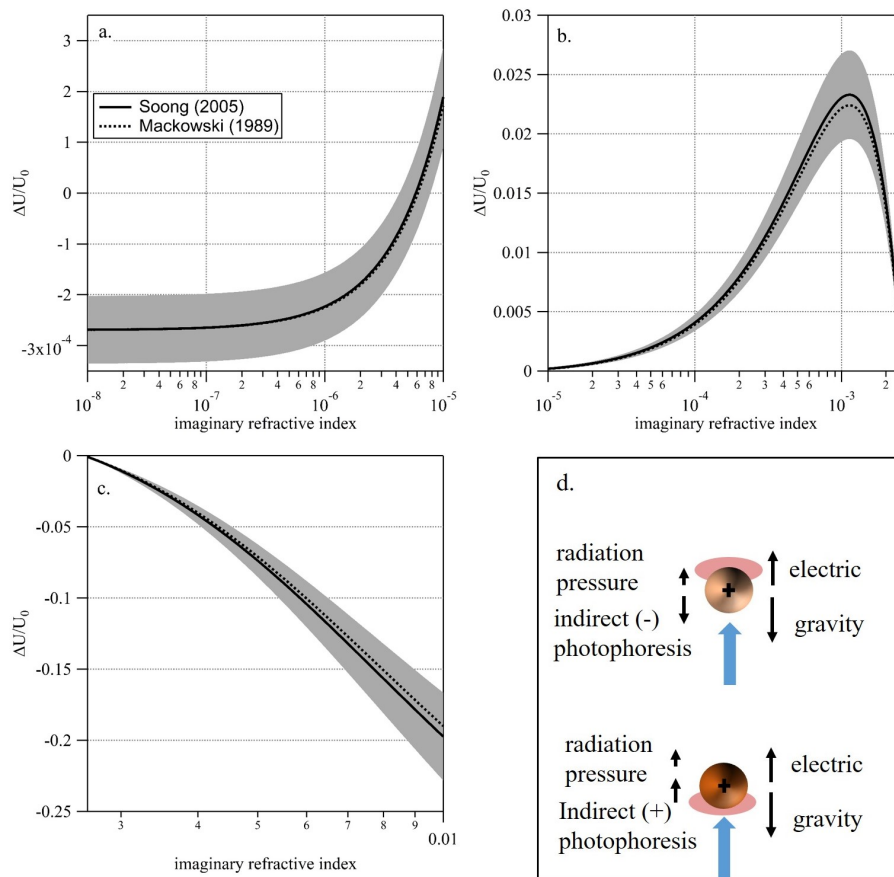 a.
3
2
1
0
-1
-2
-3x10-4
ΔU/U0
Soong (2005)
Mackowski (1989)
10-8 2 4 6 8 10-7 2 4 6 8 10-6 2 4 6 8 10-5
imaginary refractive index
b.
0.03
0.025
0.02
0.015
0.01
0.005
0
ΔU/U0
10-5 2 3 4 5 6 10-4 2 3 4 5 6 10-3 2
imaginary refractive index
c.
0
-0.05
-0.1
-0.15
-0.2
-0.25
ΔU/U0
3 4 5 6 7 8 9 0.01
imaginary refractive index
d.
radiation
pressure
indirect (-)
photophoresis
+
electric
gravity
radiation
pressure
Indirect (+)
photophoresis
+
electric
gravity